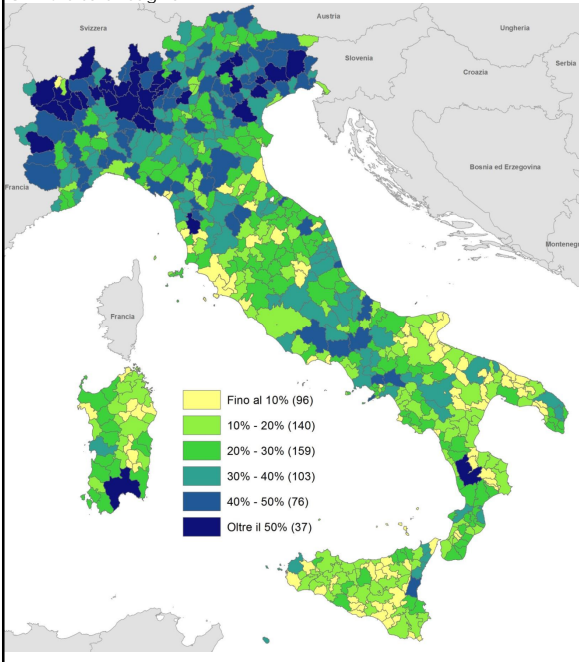 Austria
Svizzera
Ungheria
Slovenia
Croazia
Serbia
Bosnia ed Erzegovina
Francia
Montenegr
Francia
Fino al 10% (96)
10% - 20% (140)
20% - 30% (159)
30% - 40% (103)
40% - 50% (76)
Oltre il 50% (37)